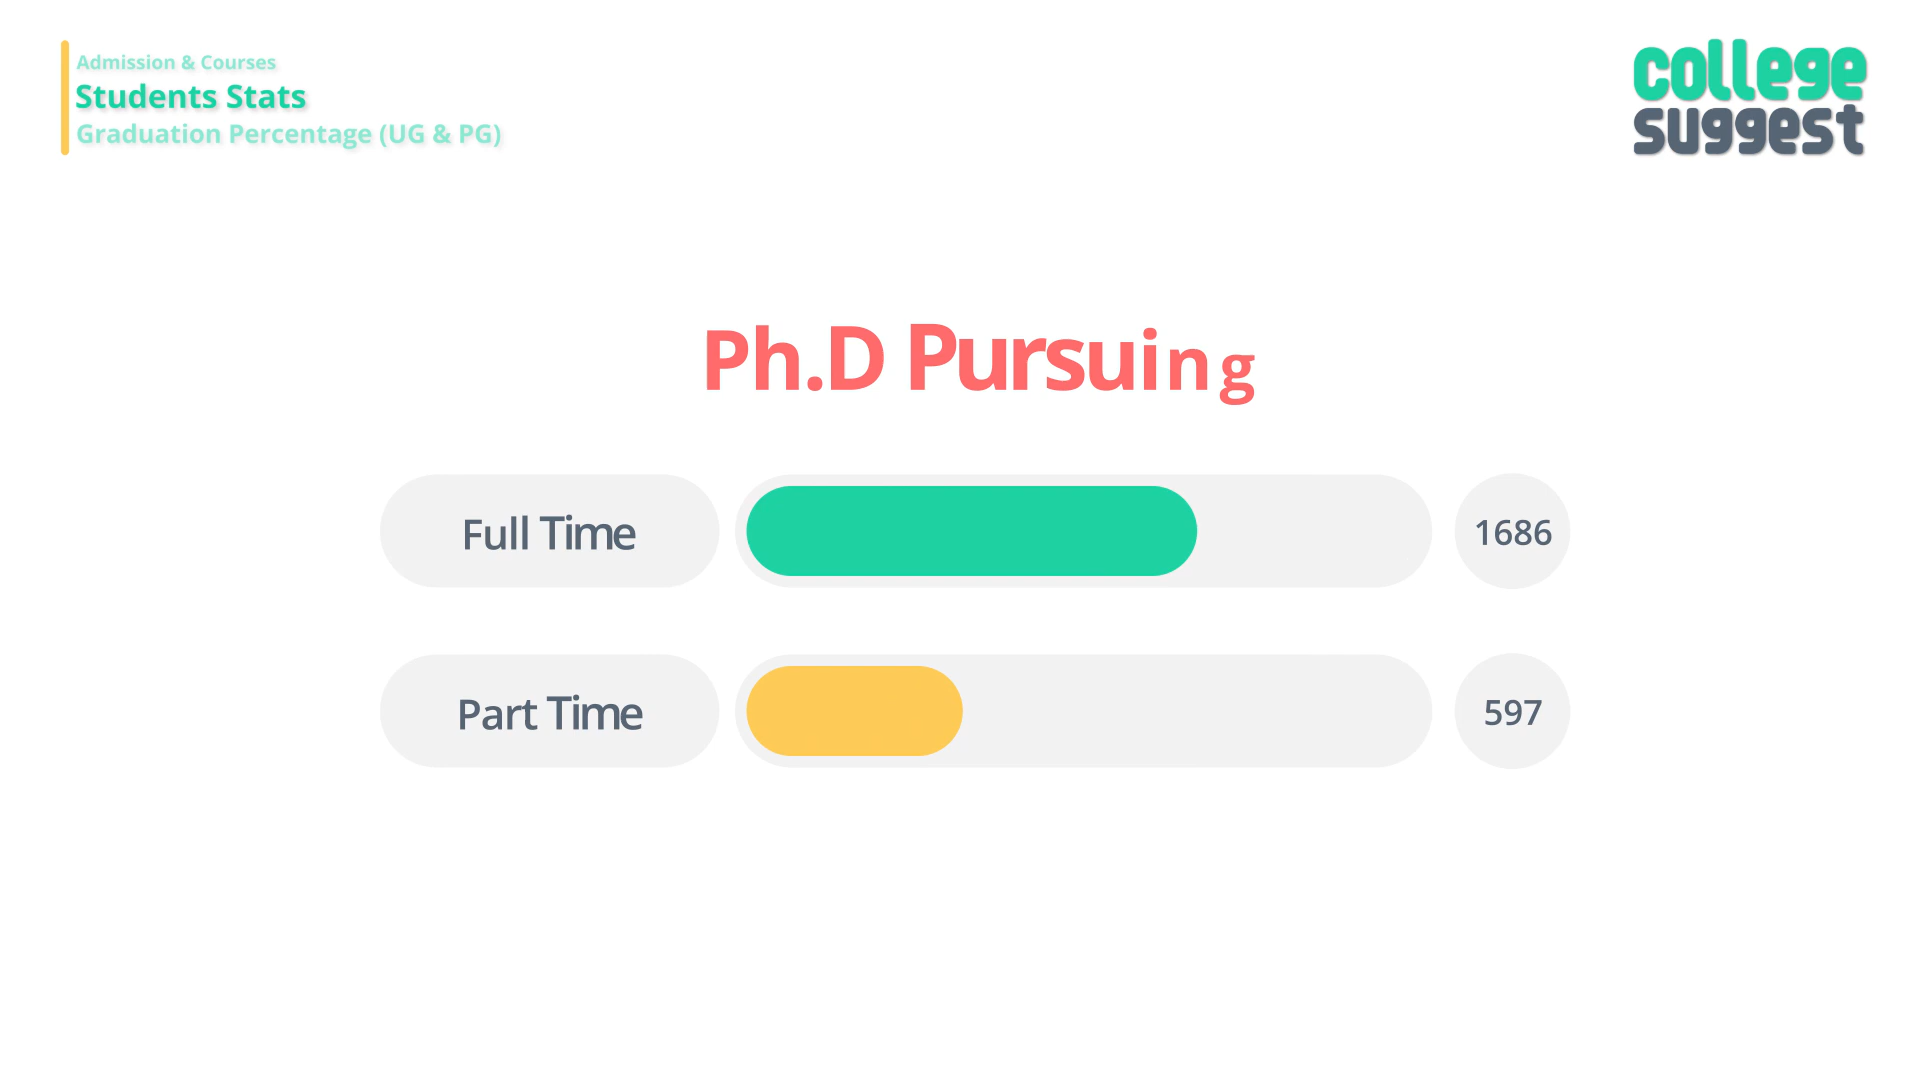 Admission & Courses
Students Stats
Graduation Percentage (UG & PG)
college
suggest
Ph.D Pursuing
Full Time
1686
Part Time
597